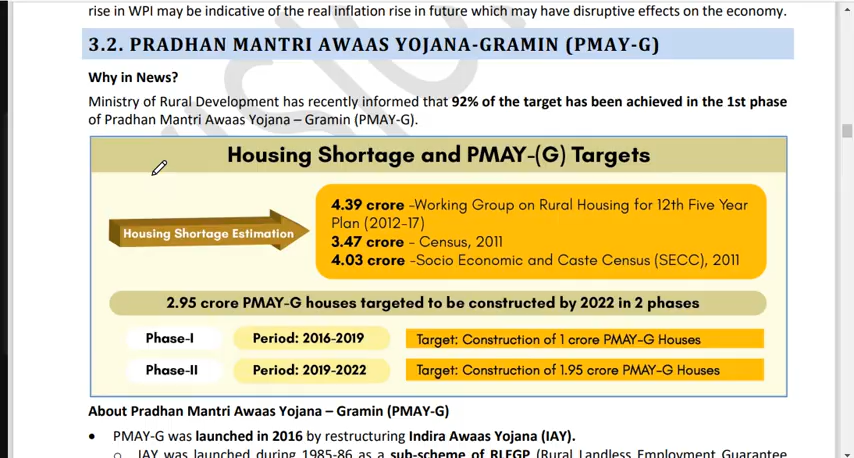 rise in WPI may be indicative of the real inflation rise in future which may have disruptive effects on the economy.
3.2. PRADHAN MANTRI AWAAS YOJANA-GRAMIN (PMAY-G)
Why in News?
Ministry of Rural Development has recently informed that 92% of the target has been achieved in the 1st phase
of Pradhan Mantri Awaas Yojana – Gramin (PMAY-G).
Housing Shortage and PMAY-(G) Targets
Housing Shortage Estimation
4.39 crore -Working Group on Rural Housing for 12th Five Year
Plan (2012-17)
3.47 crore - Census, 2011
4.03 crore -Socio Economic and Caste Census (SECC), 2011
2.95 crore PMAY-G houses targeted to be constructed by 2022 in 2 phases
Phase-I Period: 2016-2019 Target: Construction of 1 crore PMAY-G Houses
Phase-II Period: 2019-2022 Target: Construction of 1.95 crore PMAY-G Houses
About Pradhan Mantri Awaas Yojana – Gramin (PMAY-G)
• PMAY-G was launched in 2016 by restructuring Indira Awaas Yojana (IAY).
o IAY was launched during 1985-86 as a sub-scheme of RLEGP (Rural Landless Employment Guarantee